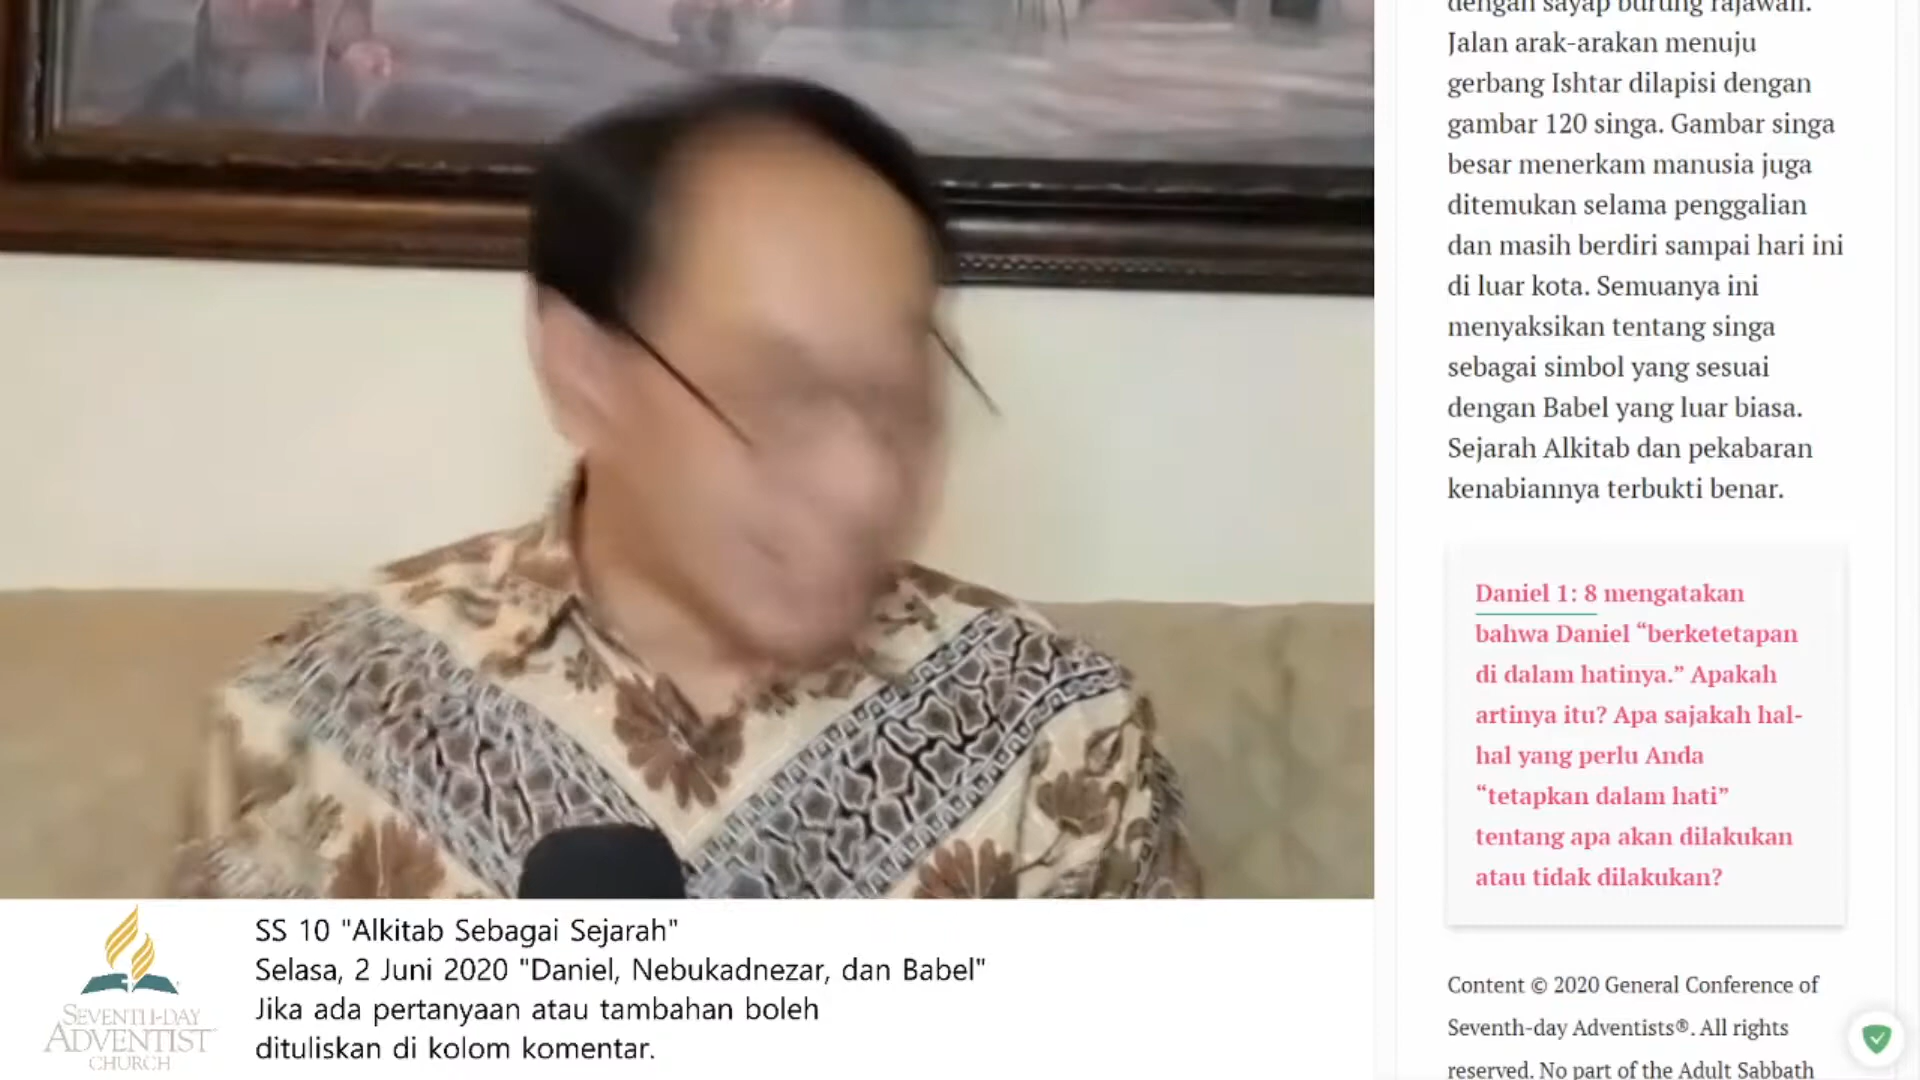 dengan sayap burung rajawali.
Jalan arak-arakan menuju
gerbang Ishtar dilapisi dengan
gambar 120 singa. Gambar singa
besar menerkam manusia juga
ditemukan selama penggalian
dan masih berdiri sampai hari ini
di luar kota. Semuanya ini
menyaksikan tentang singa
sebagai simbol yang sesuai
dengan Babel yang luar biasa.
Sejarah Alkitab dan pekabaran
kenabiannya terbukti benar.
Daniel 1: 8 mengatakan
bahwa Daniel “berketetapan
di dalam hatinya.” Apakah
artinya itu? Apa sajakah hal-
hal yang perlu Anda
“tetapkan dalam hati”
tentang apa akan dilakukan
atau tidak dilakukan?
Content © 2020 General Conference of
Seventh-day Adventists®. All rights
reserved. No part of the Adult Sabbath
SEVENTH-DAY
ADVENTIST
CHURCH
SS 10 "Alkitab Sebagai Sejarah"
Selasa, 2 Juni 2020 "Daniel, Nebukadnezar, dan Babel"
Jika ada pertanyaan atau tambahan boleh
dituliskan di kolom komentar.